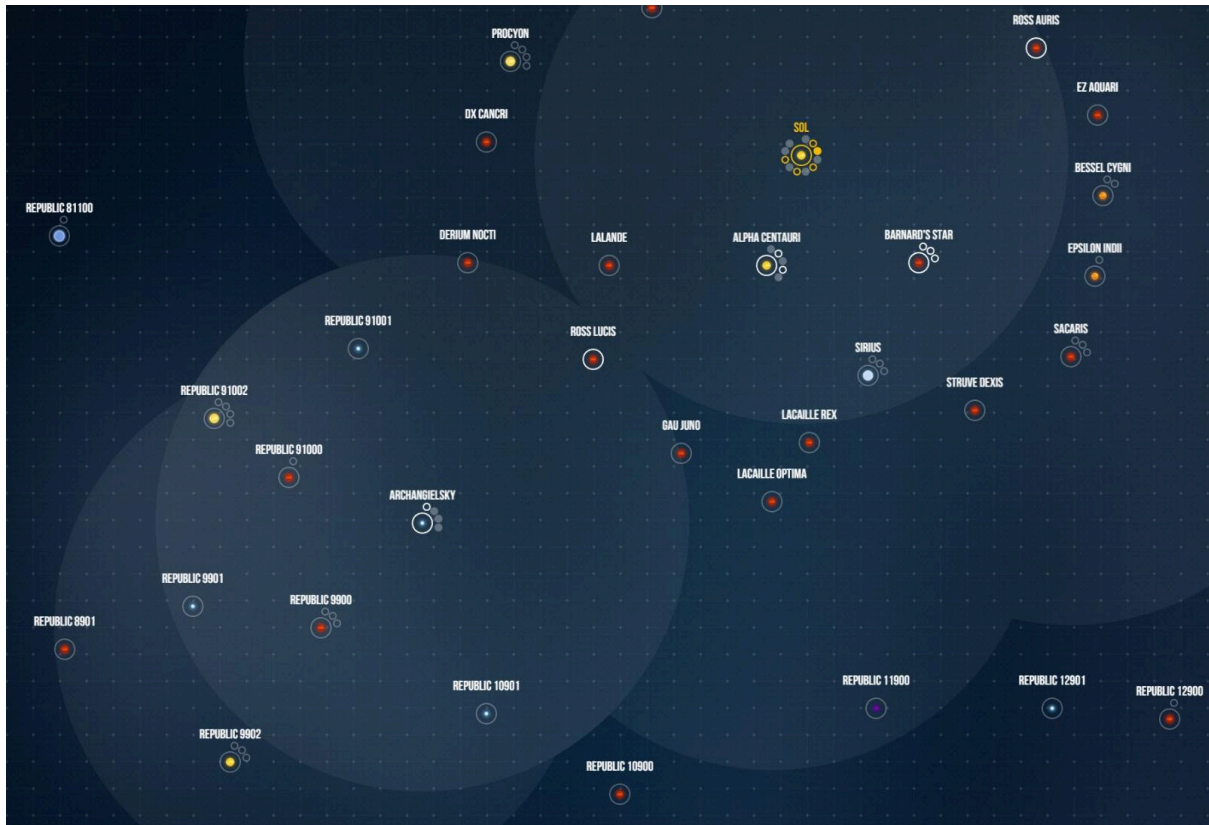 ROSS AURIS
PROCYON
EZ AQUARI
DX CANCRI
SOL
BESSEL CYGNI
REPUBLIC 81100
DERIUM NOCTI
LALANDE
ALPHA CENTAURI
BARNARD'S STAR
EPSILON INDII
REPUBLIC 91001
ROSS LUCIS
SACARIS
SIRIUS
REPUBLIC 91002
STRUVE DEXIS
GAU JUNO
LACAILLE REX
REPUBLIC 91000
LACAILLE OPTIMA
ARCHANGIELSKY
REPUBLIC 9901
REPUBLIC 9900
REPUBLIC 8901
REPUBLIC 10901
REPUBLIC 11900
REPUBLIC 12901
REPUBLIC 12900
REPUBLIC 9902
REPUBLIC 10900